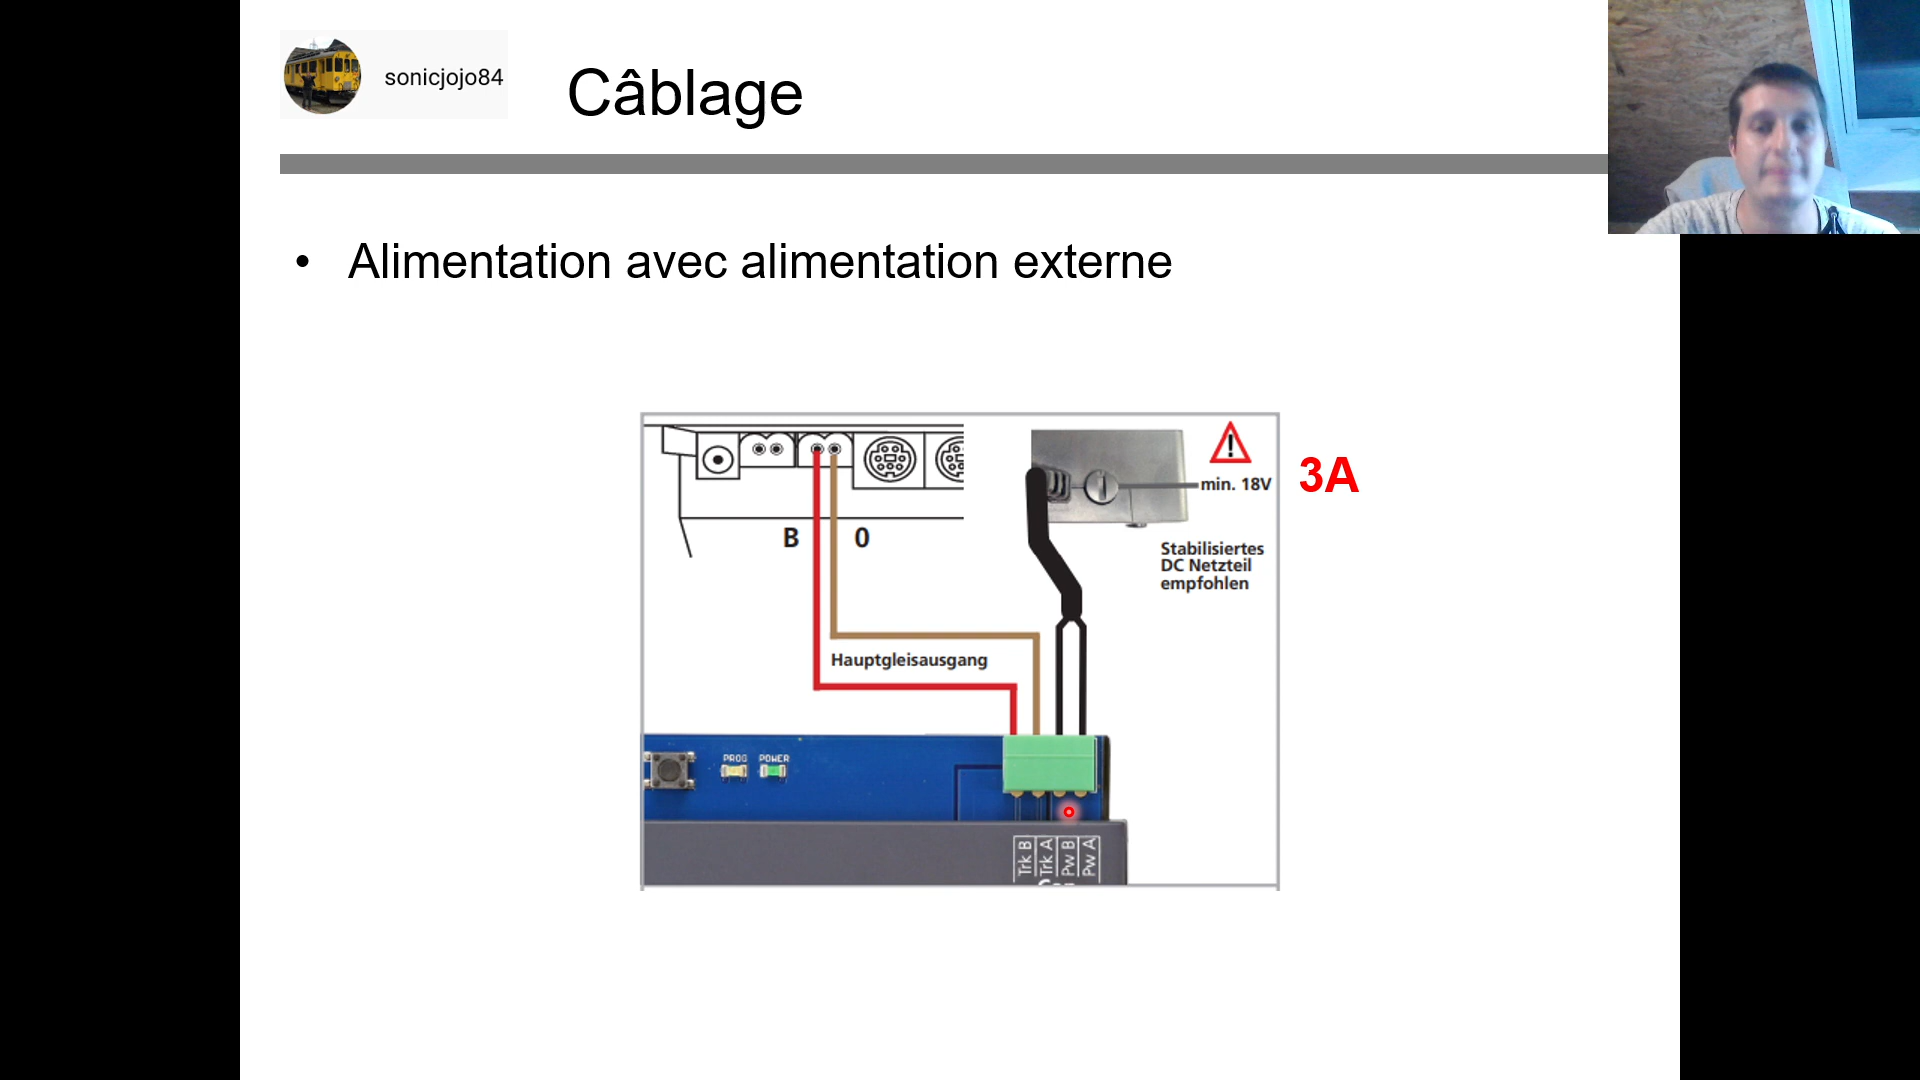 sonicjojo84
Câblage
• Alimentation avec alimentation externe
min. 18V
3A
B
0
Stabilisiertes
DC Netzteil
empfohlen
Hauptgleisausgang
PROG
POWER
Trk B
Trk A
Pw B
Pw A